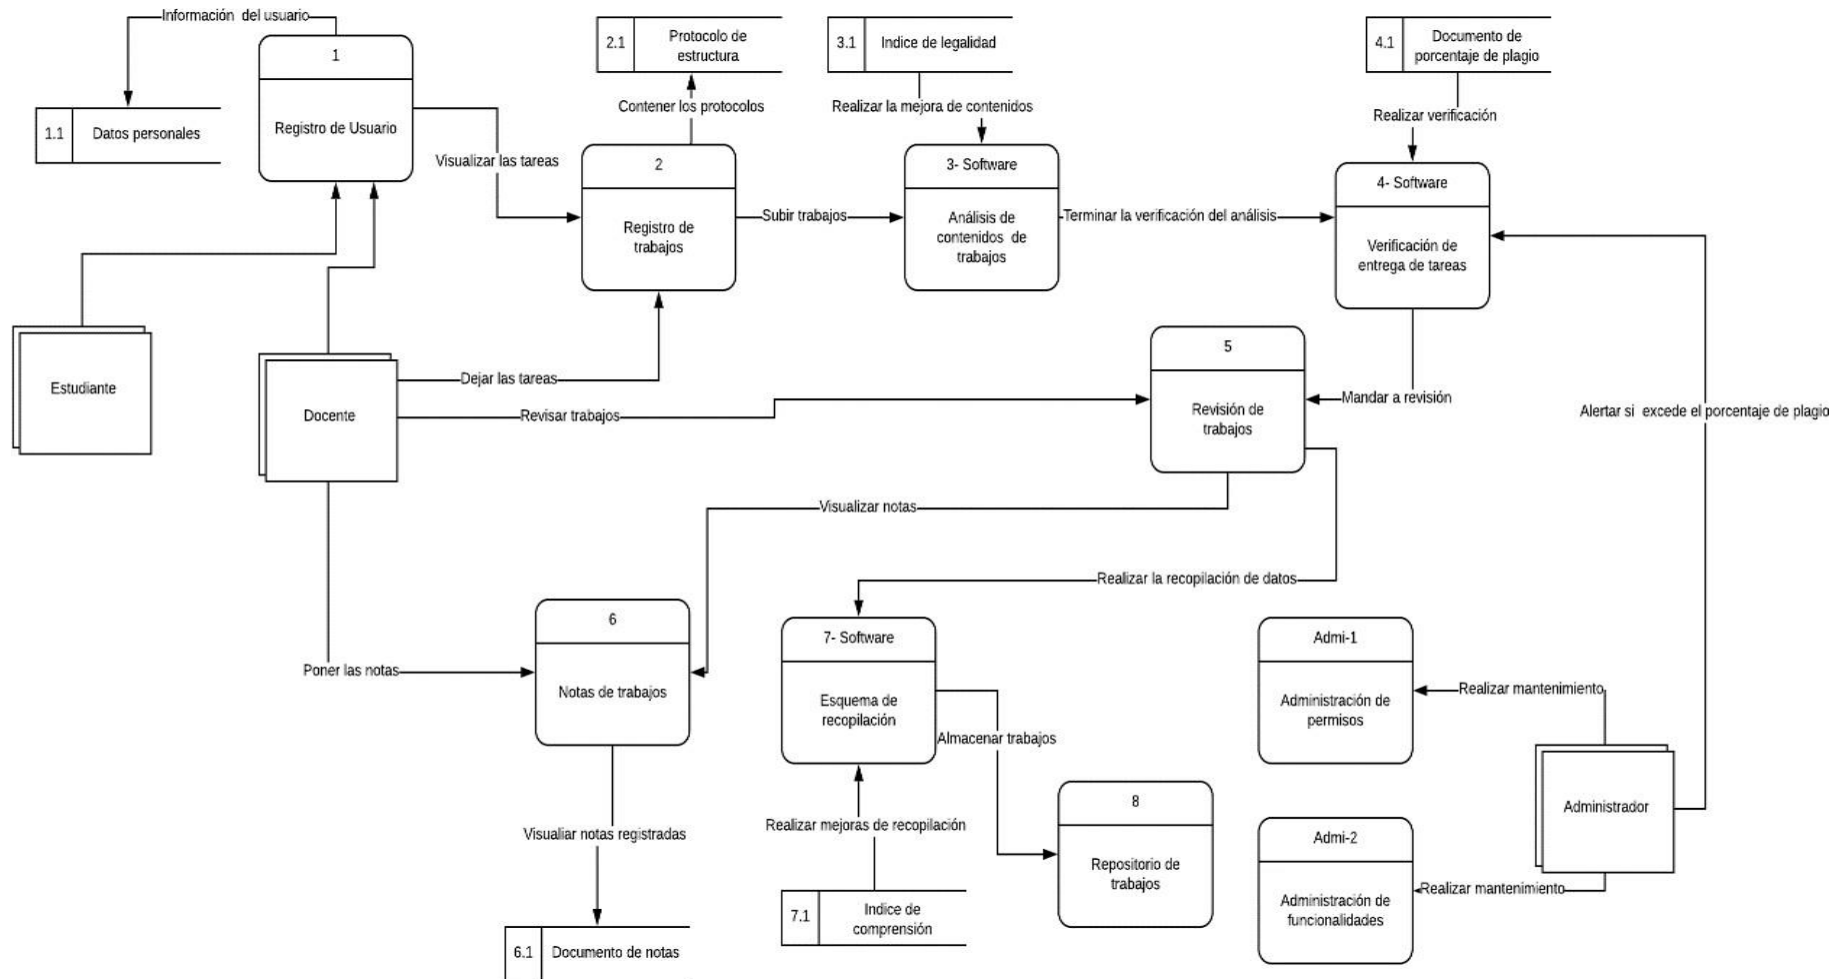 Información  del usuario
1
Registro de Usuario
1.1
Datos personales
2.1
Protocolo de
estructura
Contener los protocolos
3.1
Indice de legalidad
Realizar la mejora de contenidos
4.1
Documento de
porcentaje de plagio
Realizar verificación
Visualizar las tareas
2
Registro de
trabajos
Subir trabajos
3- Software
Análisis de
contenidos  de
trabajos
Terminar la verificación del análisis
4- Software
Verificación de
entrega de tareas
Estudiante
Docente
Dejar las tareas
Revisar trabajos
5
Revisión de
trabajos
Mandar a revisión
Alertar si  excede el porcentaje de plagio
Visualizar notas
Realizar la recopilación de datos
Poner las notas
6
Notas de trabajos
7- Software
Esquema de
recopilación
Almacenar trabajos
Admi-1
Administración de
permisos
Realizar mantenimiento
Administrador
Visualiar notas registradas
Realizar mejoras de recopilación
8
Repositorio de
trabajos
Admi-2
Administración de
funcionalidades
Realizar mantenimiento
7.1
Indice de
comprensión
6.1
Documento de notas